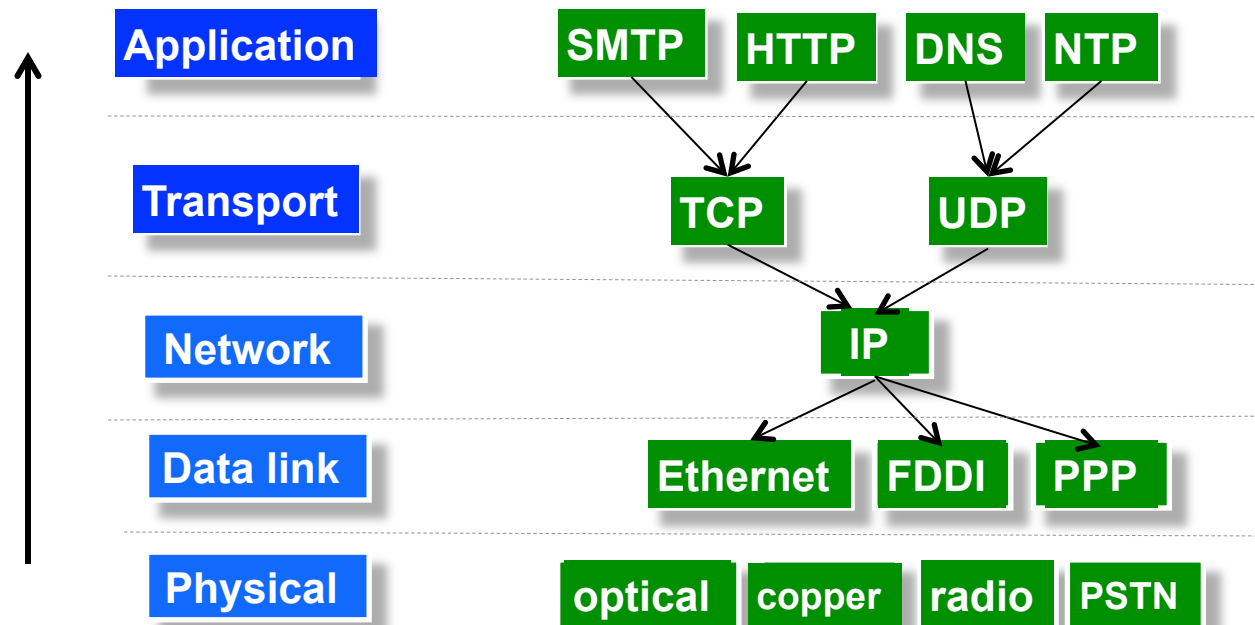 Application
SMTP
HTTP
DNS
NTP
Transport
TCP
UDP
Network
IP
Data link
Ethernet
FDDI
PPP
Physical
optical
copper
radio
PSTN